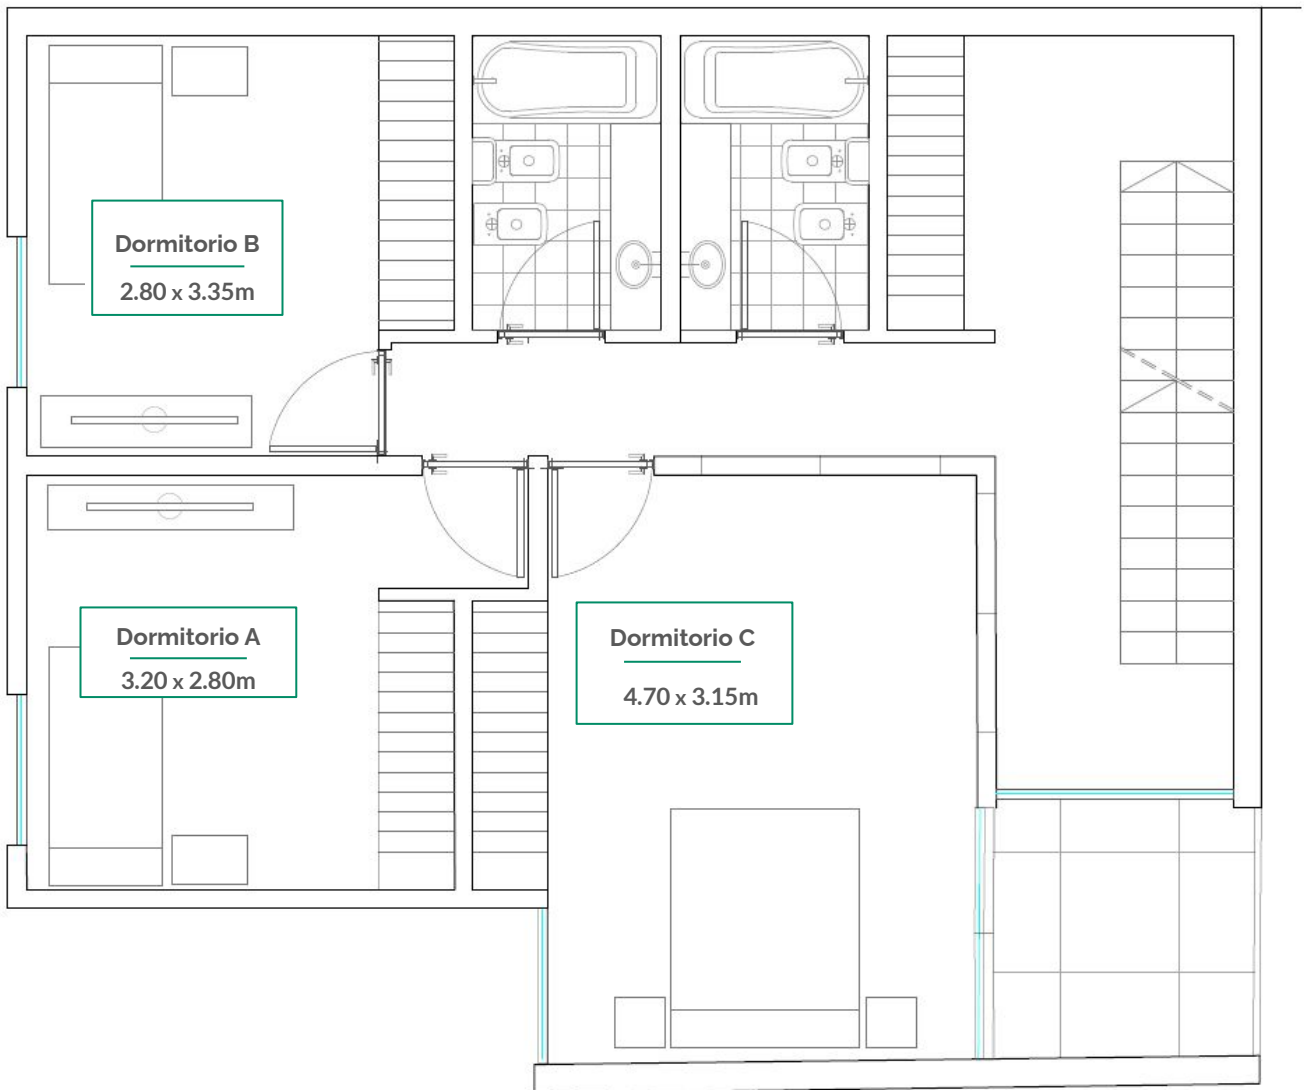 Dormitorio B
2.80 x 3.35m
Dormitorio A
3.20 x 2.80m
Dormitorio C
4.70 x 3.15m